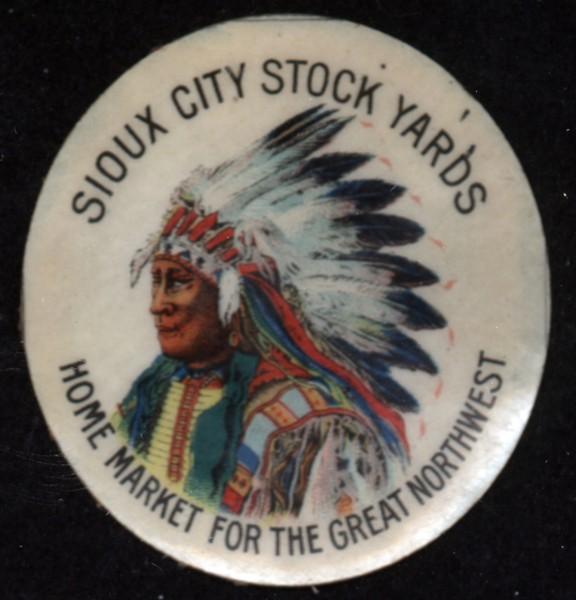 SIOUX CITY STOCK YARDS
HOME MARKET FOR THE GREAT NORTHWEST